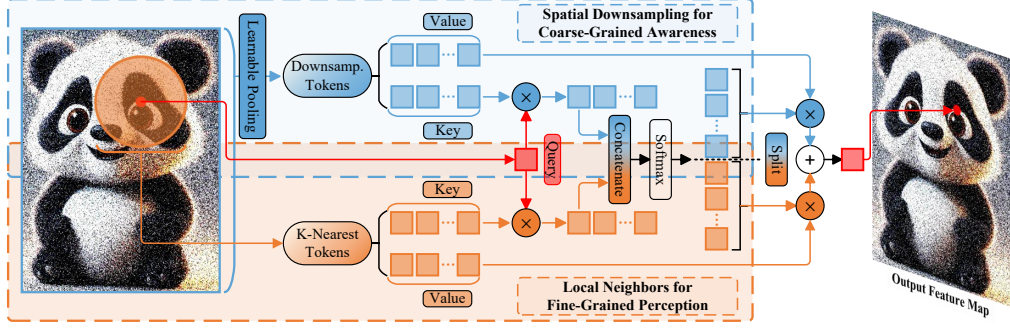 Spatial Downsampling for
Coarse-Grained Awareness
Learnable Pooling
Value
Downsamp.
Tokens
Key
Query
Concatenate
Softmax
Split
Key
K-Nearest
Tokens
Value
Local Neighbors for
Fine-Grained Perception
Output Feature Map